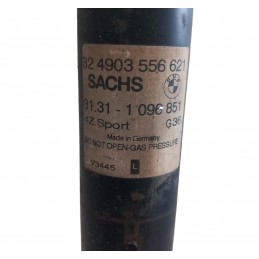 32 4903 556 621
SACHS
31.31 - 1 096 851
HZ.Sport G36
Made in Germany
DO NOT OPEN-GAS PRESSURE
V3445 L